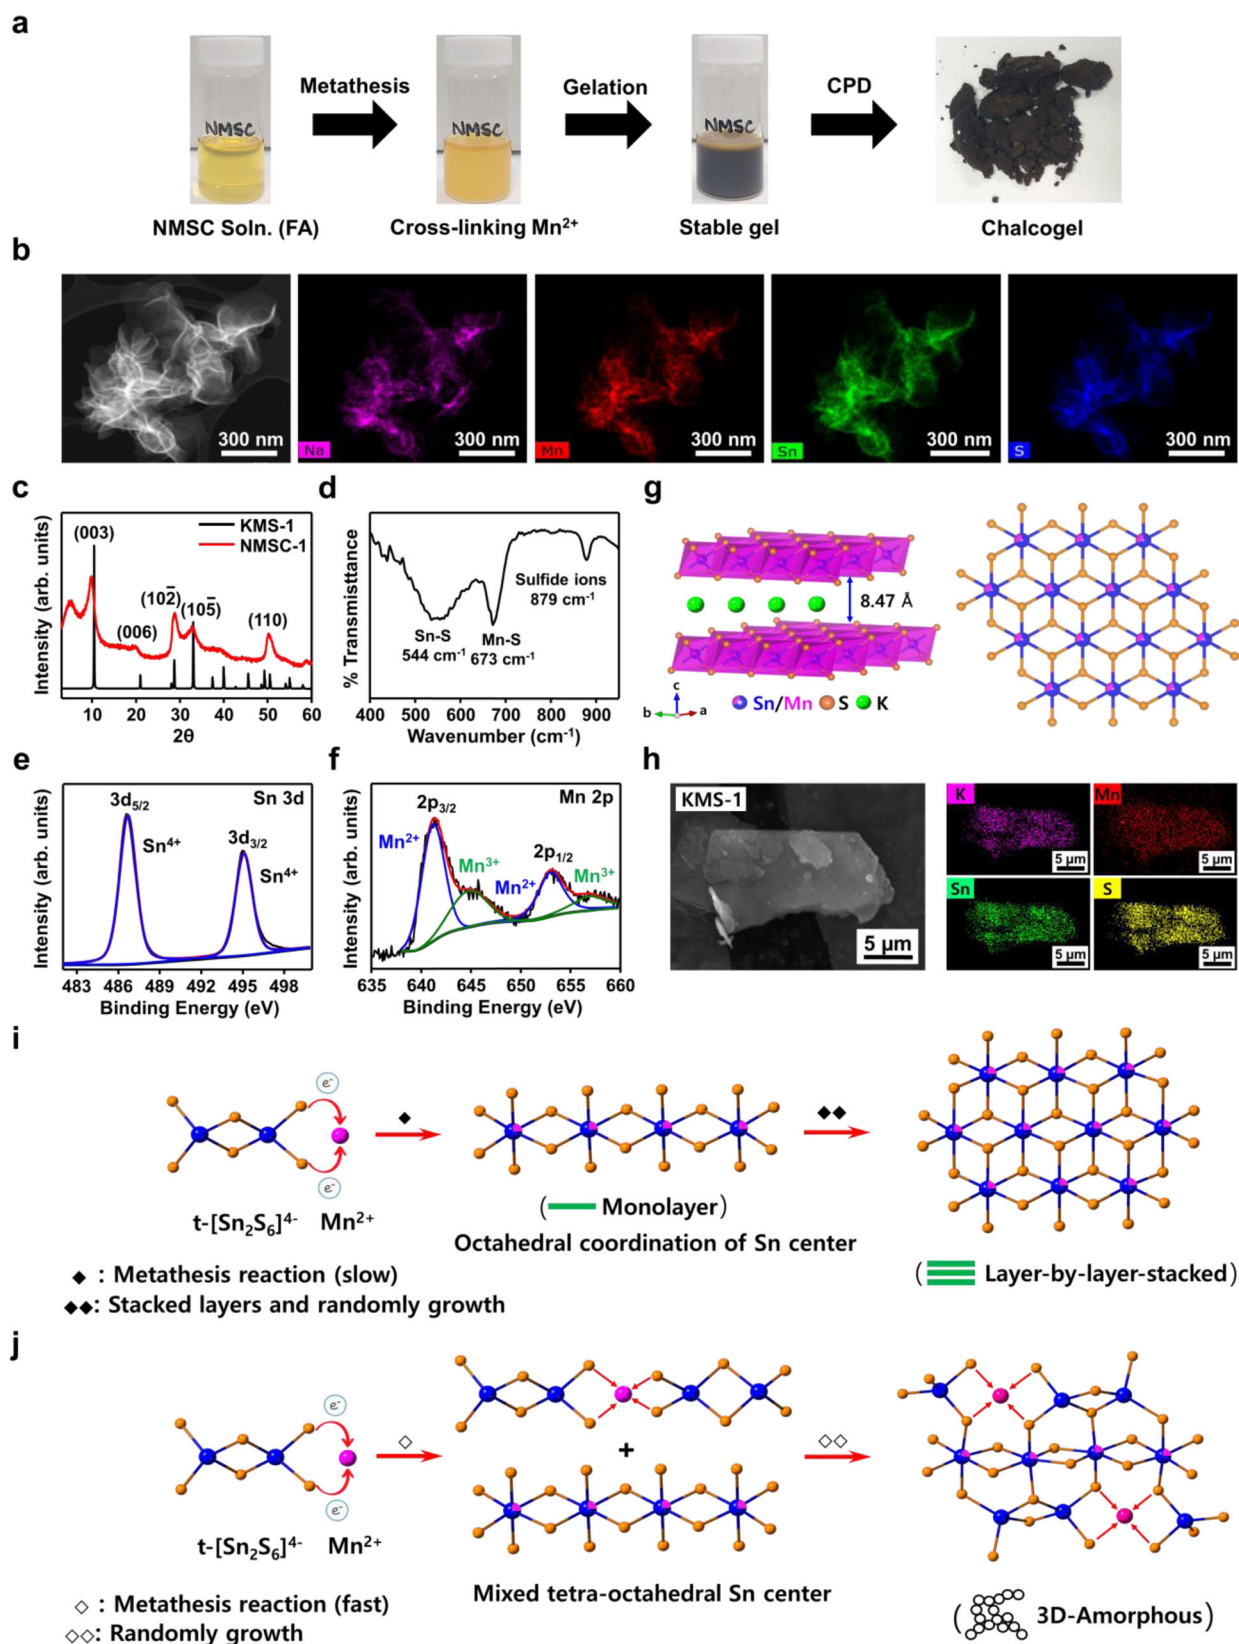 a
Metathesis
Gelation
CPD
NMSC
NMSC
NMSC
NMSC Soln. (FA)
Cross-linking Mn²⁺
Stable gel
Chalcogel
b
300 nm
300 nm
300 nm
300 nm
300 nm
Na
Mn
Sn
S
c
Intensity (arb. units)
(003)
KMS-1
NMSC-1
(006)
(102̅)
(105̅)
(110)
10 20 30 40 50 60
2θ
d
% Transmisttance
Sulfide ions
879 cm⁻¹
Sn-S
544 cm⁻¹
Mn-S
673 cm⁻¹
400 500 600 700 800 900
Wavenumber (cm⁻¹)
g
8.47 Å
c
b
a
Sn/Mn
S
K
e
Intensity (arb. units)
3d5/2
Sn 3d
Sn⁴⁺
3d3/2
Sn⁴⁺
483 486 489 492 495 498
Binding Energy (eV)
f
Intensity (arb. units)
2p3/2
Mn 2p
Mn²⁺
Mn³⁺
2p1/2
Mn²⁺
Mn³⁺
635 640 645 650 655 660
Binding Energy (eV)
h
KMS-1
5 µm
K
5 µm
Mn
5 µm
Sn
5 µm
S
5 µm
i
e⁻
e⁻
t-[Sn₂S₆]⁴⁻
Mn²⁺
◆
◆◆
( Monolayer)
Octahedral coordination of Sn center
( Layer-by-layer-stacked)
◆ : Metathesis reaction (slow)
◆◆: Stacked layers and randomly growth
j
e⁻
e⁻
t-[Sn₂S₆]⁴⁻
Mn²⁺
◇
+
◇◇
Mixed tetra-octahedral Sn center
( 3D-Amorphous)
◇ : Metathesis reaction (fast)
◇◇: Randomly growth